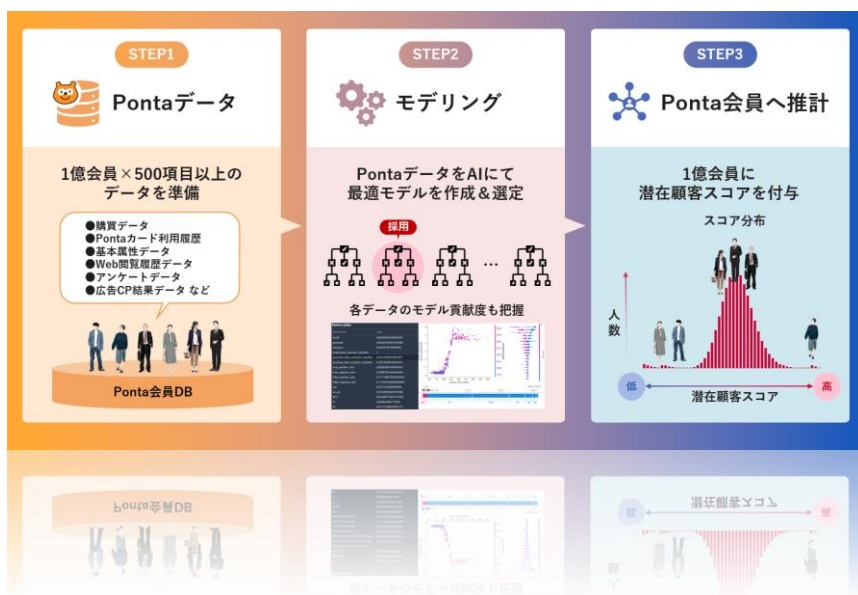 STEP1
Pontaデータ
1億会員×500項目以上の
データを準備
●購買データ
●Pontaカード利用履歴
●基本属性データ
●Web閲覧履歴データ
●アンケートデータ
●広告CP結果データ など
Ponta会員DB
STEP2
モデリング
PontaデータをAIにて
最適モデルを作成&選定
採用
…
各データのモデル貢献度も把握
STEP3
Ponta会員へ推計
1億会員に
潜在顧客スコアを付与
スコア分布
人数
低
高
潜在顧客スコア